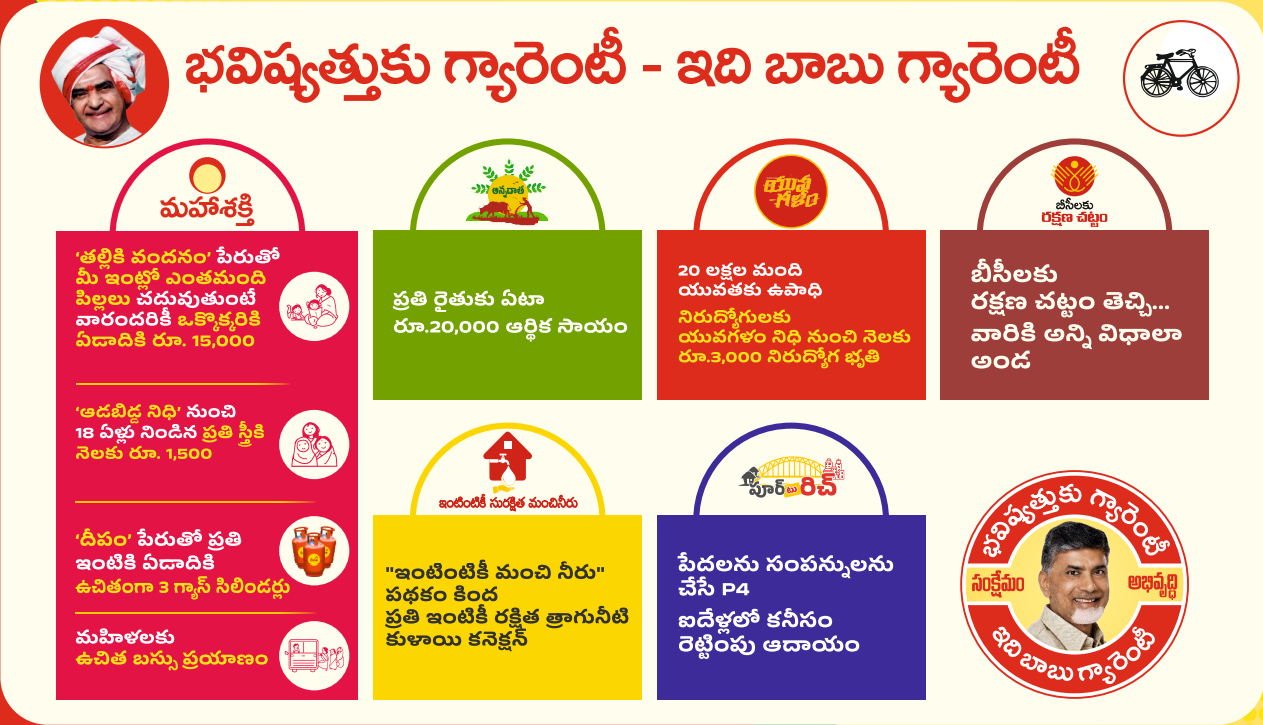 భవిష్యత్తుకు గ్యారెంటీ - ఇది బాబు గ్యారెంటీ
మహాశక్తి
'తల్లికి వందనం' పేరుతో
మీ ఇంట్లో ఎంతమంది
పిల్లలు చదువుతుంటే
వారందరికీ ఒక్కొక్కరికి
ఏడాదికి రూ. 15,000
'ఆడబిడ్డ నిధి' నుంచి
18 ఏళ్లు నిండిన ప్రతి స్త్రీకి
నెలకు రూ. 1,500
'దీపం' పేరుతో ప్రతి
ఇంటికి ఏడాదికి
ఉచితంగా 3 గ్యాస్ సిలిండర్లు
మహిళలకు
ఉచిత బస్సు ప్రయాణం
అన్నదాత
ప్రతి రైతుకు ఏటా
రూ.20,000 ఆర్థిక సాయం
యువ
గళం
20 లక్షల మంది
యువతకు ఉపాధి
నిరుద్యోగులకు
యువగళం నిధి నుంచి నెలకు
రూ.3,000 నిరుద్యోగ భృతి
బీసీలకు
రక్షణ చట్టం
బీసీలకు
రక్షణ చట్టం తెచ్చి...
వారికి అన్ని విధాలా
అండ
ఇంటింటికీ సురక్షిత మంచినీరు
"ఇంటింటికీ మంచి నీరు"
పథకం కింద
ప్రతి ఇంటికీ రక్షిత త్రాగునీటి
కుళాయి కనెక్షన్
పూర్ టు రిచ్
పేదలను సంపన్నులను
చేసే P4
ఐదేళ్లలో కనీసం
రెట్టింపు ఆదాయం
భవిష్యత్తుకు గ్యారెంటీ
సంక్షేమం
అభివృద్ధి
ఇది బాబు గ్యారెంటీ